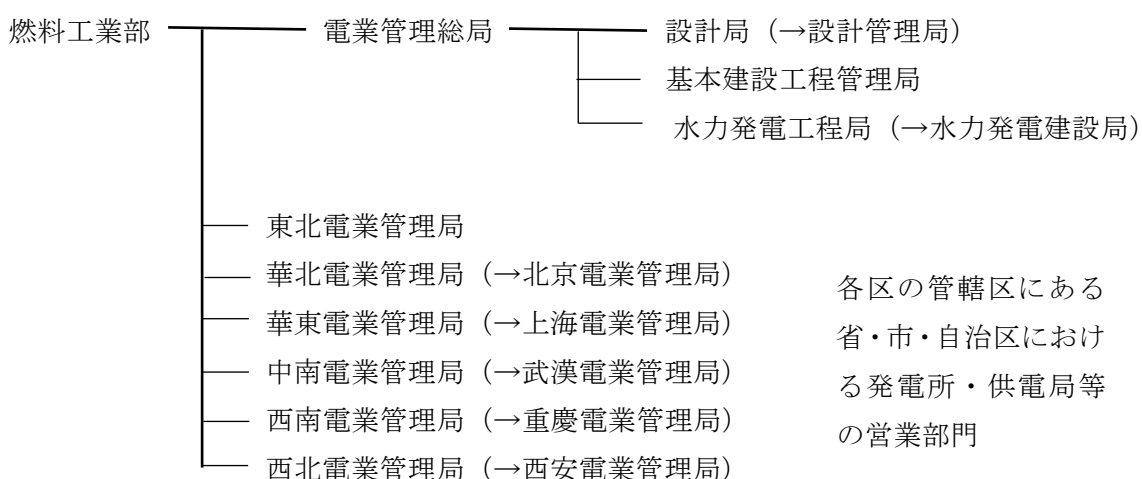 燃料工業部 電業管理総局 設計局（→設計管理局）
基本建設工程管理局
水力発電工程局（→水力発電建設局）
東北電業管理局
華北電業管理局（→北京電業管理局）
華東電業管理局（→上海電業管理局）
中南電業管理局（→武漢電業管理局）
西南電業管理局（→重慶電業管理局）
西北電業管理局（→西安電業管理局）
各区の管轄区にある
省・市・自治区におけ
る発電所・供電局等
の営業部門